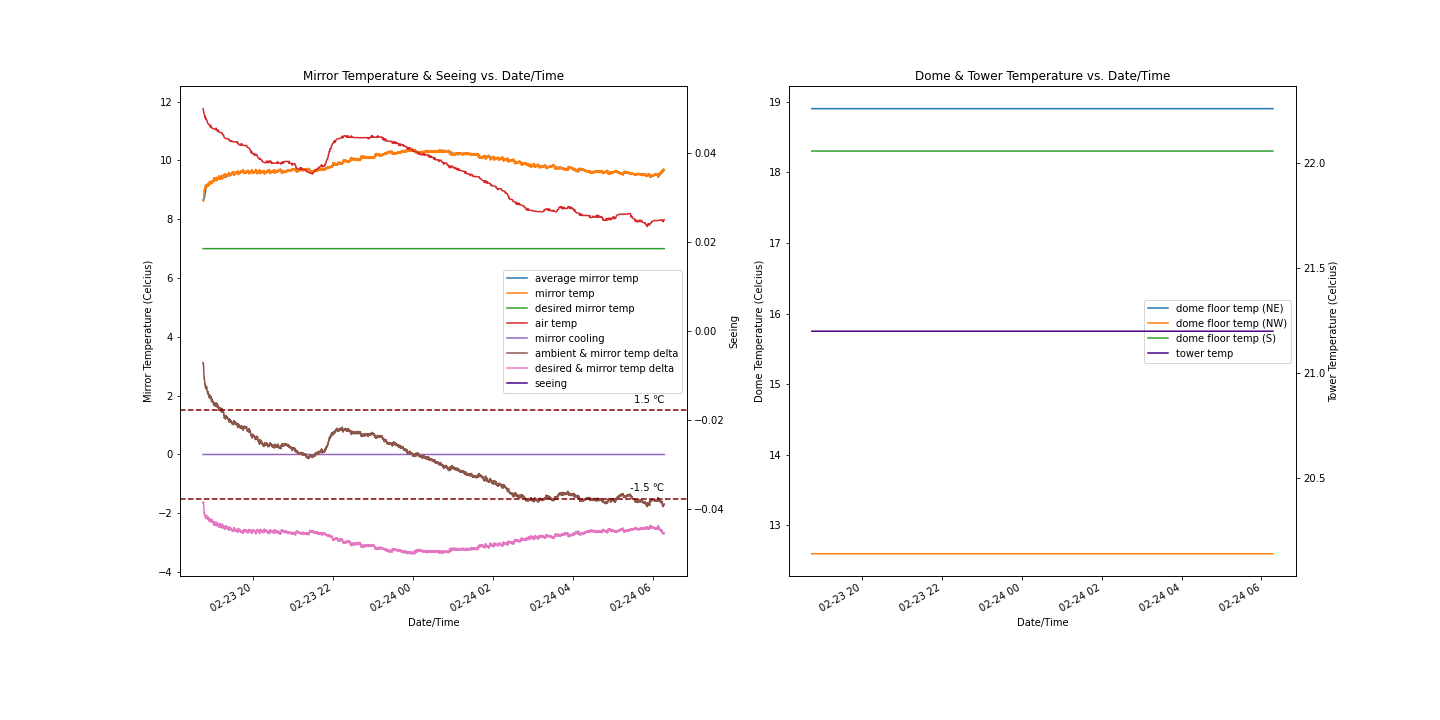 Mirror Temperature & Seeing vs. Date/Time
12
10
8
6
4
2
0
−2
−4
Mirror Temperature (Celcius)
0.04
0.02
0.00
−0.02
−0.04
Seeing
average mirror temp
mirror temp
desired mirror temp
air temp
mirror cooling
ambient & mirror temp delta
desired & mirror temp delta
seeing
1.5 °C
-1.5 °C
02-23 20
02-23 22
02-24 00
02-24 02
02-24 04
02-24 06
Date/Time
Dome & Tower Temperature vs. Date/Time
19
18
17
16
15
14
13
Dome Temperature (Celcius)
22.0
21.5
21.0
20.5
Tower Temperature (Celcius)
dome floor temp (NE)
dome floor temp (NW)
dome floor temp (S)
tower temp
02-23 20
02-23 22
02-24 00
02-24 02
02-24 04
02-24 06
Date/Time